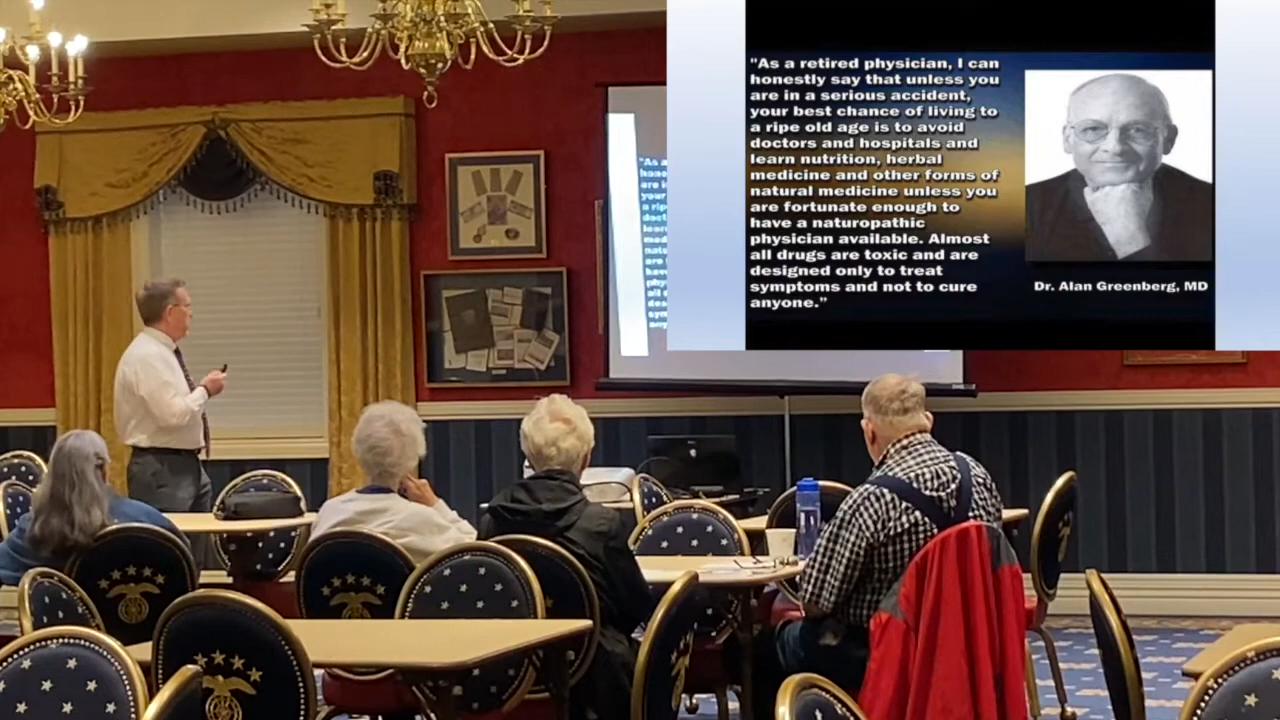 "As a retired physician, I can
honestly say that unless you
are in a serious accident,
your best chance of living to
a ripe old age is to avoid
doctors and hospitals and
learn nutrition, herbal
medicine and other forms of
natural medicine unless you
are fortunate enough to
have a naturopathic
physician available. Almost
all drugs are toxic and are
designed only to treat
symptoms and not to cure
anyone."
Dr. Alan Greenberg, MD